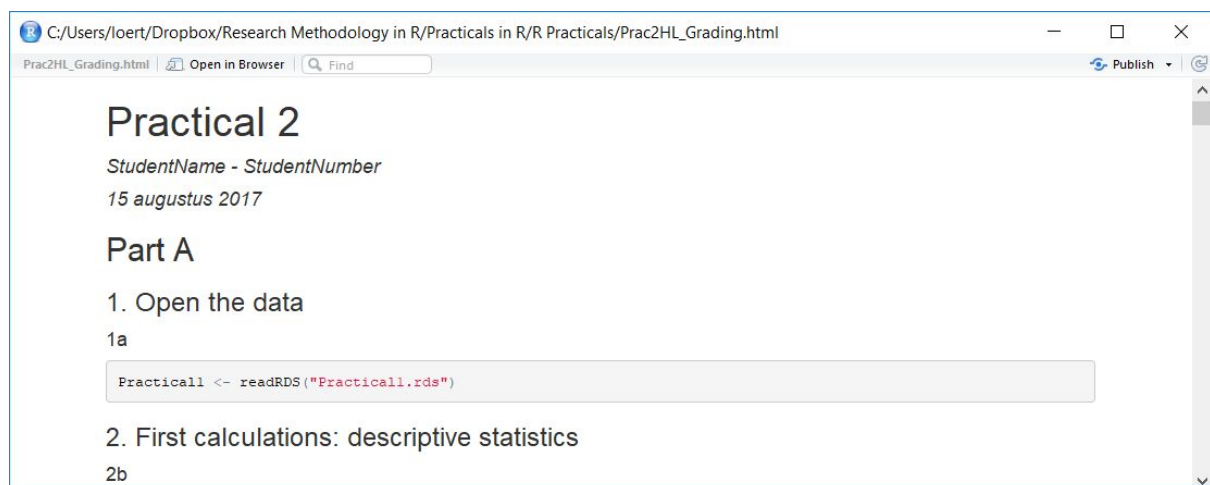 C:/Users/loert/Dropbox/Research Methodology in R/Practicals in R/R Practicals/Prac2HL_Grading.html
Prac2HL_Grading.html Open in Browser Find Publish
Practical 2
StudentName - StudentNumber
15 augustus 2017
Part A
1. Open the data
1a
Practical1 <- readRDS("Practical1.rds")
2. First calculations: descriptive statistics
2b